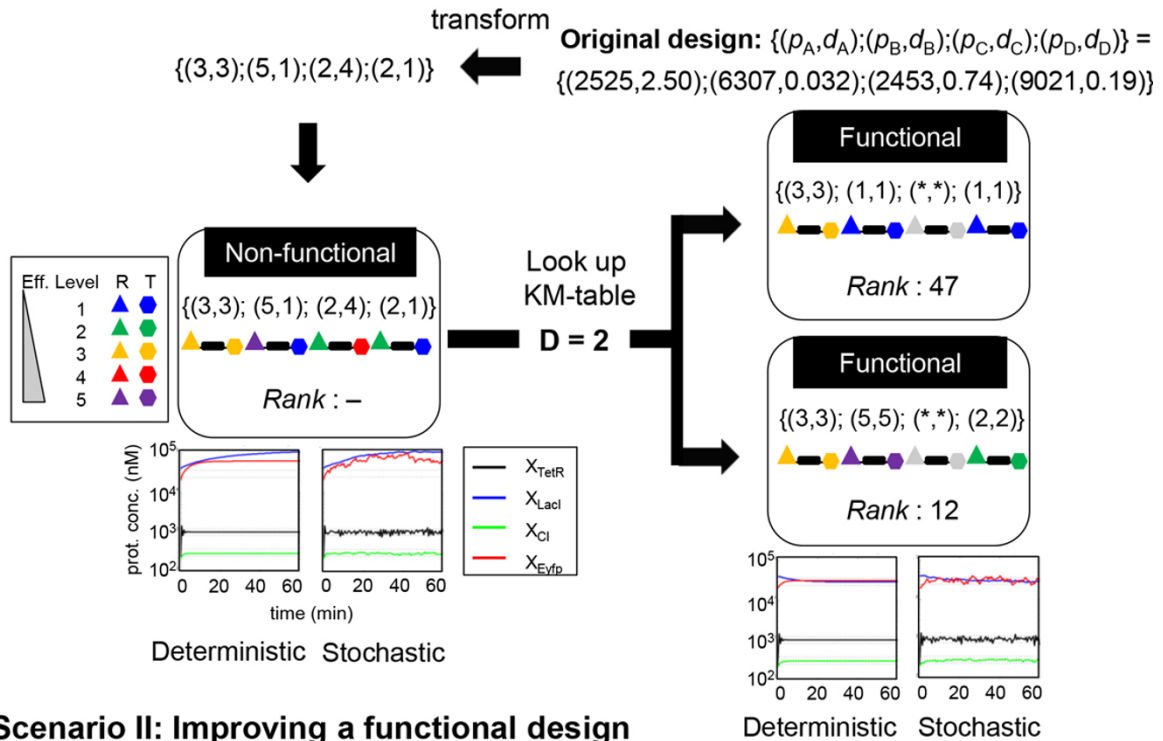 transform
Original design: {(pA,dA);(pB,dB);(pC,dC);(pD,dD)} =
{(3,3);(5,1);(2,4);(2,1)}
{(2525,2.50);(6307,0.032);(2453,0.74);(9021,0.19)}
Functional
{(3,3); (1,1); (*,*); (1,1)}
Rank : 47
Non-functional
{(3,3); (5,1); (2,4); (2,1)}
Rank : –
Eff. Level R T
1
2
3
4
5
Look up
KM-table
D = 2
Functional
{(3,3); (5,5); (*,*); (2,2)}
Rank : 12
prot. conc. (nM)
10^5
10^4
10^3
10^2
0 20 40 60
0 20 40 60
time (min)
Deterministic Stochastic
XTetR
XLacI
XCI
XEyfp
10^5
10^4
10^3
10^2
0 20 40 60
0 20 40 60
Deterministic Stochastic
Scenario II: Improving a functional design